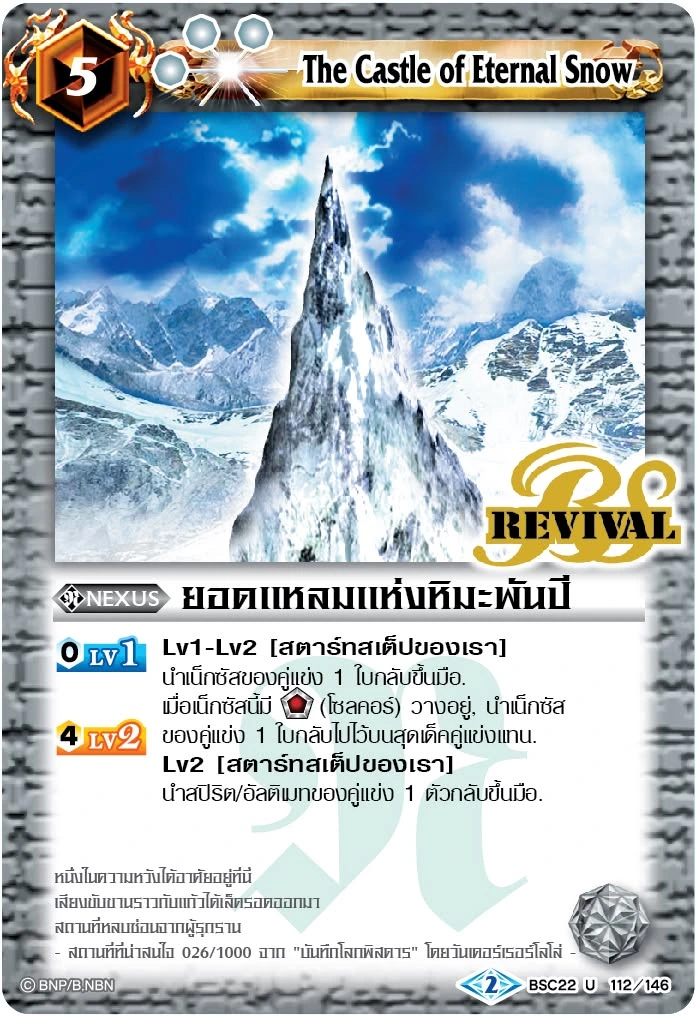 5
The Castle of Eternal Snow
BS
REVIVAL
NEXUS ยอดแหลมแห่งหิมะพันปี
0 LV1
Lv1-Lv2 [สตาร์ทสเต็ปของเรา]
นำเน็กซัสของคู่แข่ง 1 ใบกลับขึ้นมือ.
เมื่อเน็กซัสนี้มี (โซลคอร์) วางอยู่, นำเน็กซัส
4 LV2
ของคู่แข่ง 1 ใบกลับไปไว้บนสุดเด็คคู่แข่งแทน.
Lv2 [สตาร์ทสเต็ปของเรา]
นำสปิริต/อัลติเมทของคู่แข่ง 1 ตัวกลับขึ้นมือ.
หนึ่งในความหวังได้อาศัยอยู่ที่นี่
เสียงขับขานราวกับแก้วได้เล็ดรอดออกมา
สถานที่หลบซ่อนจากผู้รุกราน
- สถานที่ที่น่าสนใจ 026/1000 จาก "บันทึกโลกพิสดาร" โดยวันเดอร์เรอร์โลโล่ -
© BNP/B,NBN
2 BSC22 U 112/146